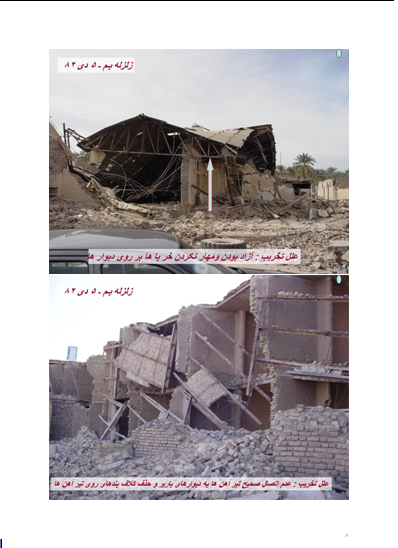 زلزله بم - ۵ دی ۸۲
علل تخریب : آزاد بودن ومهار نکردن خر پا ها بر روی دیوار ها
زلزله بم - ۵ دی ۸۲
علل تخریب : عدم اتصال صحیح تیر آهن ها به دیوارهای باربر و حذف کلاف بندهای روی تیر آهن ها
۸